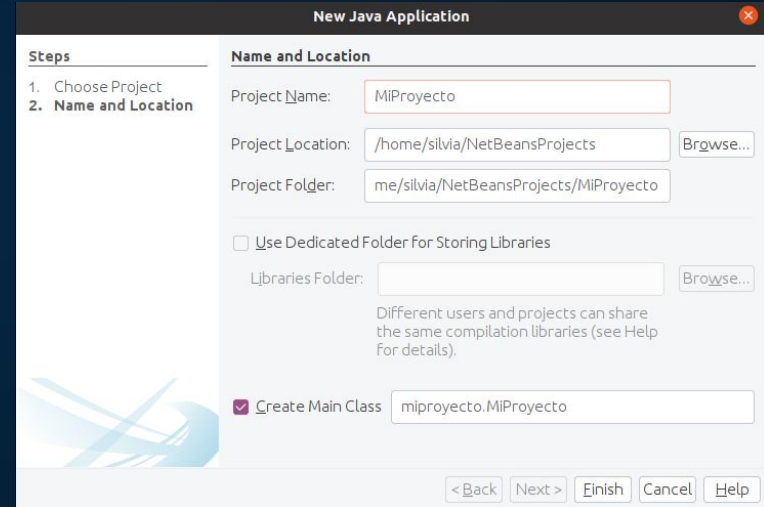 New Java Application
Steps
1. Choose Project
2. Name and Location
Name and Location
Project Name: MiProyecto
Project Location: /home/silvia/NetBeansProjects Browse...
Project Folder: me/silvia/NetBeansProjects/MiProyecto
Use Dedicated Folder for Storing Libraries
Libraries Folder: Browse...
Different users and projects can share
the same compilation libraries (see Help
for details).
Create Main Class miproyecto.MiProyecto
< Back Next > Finish Cancel Help